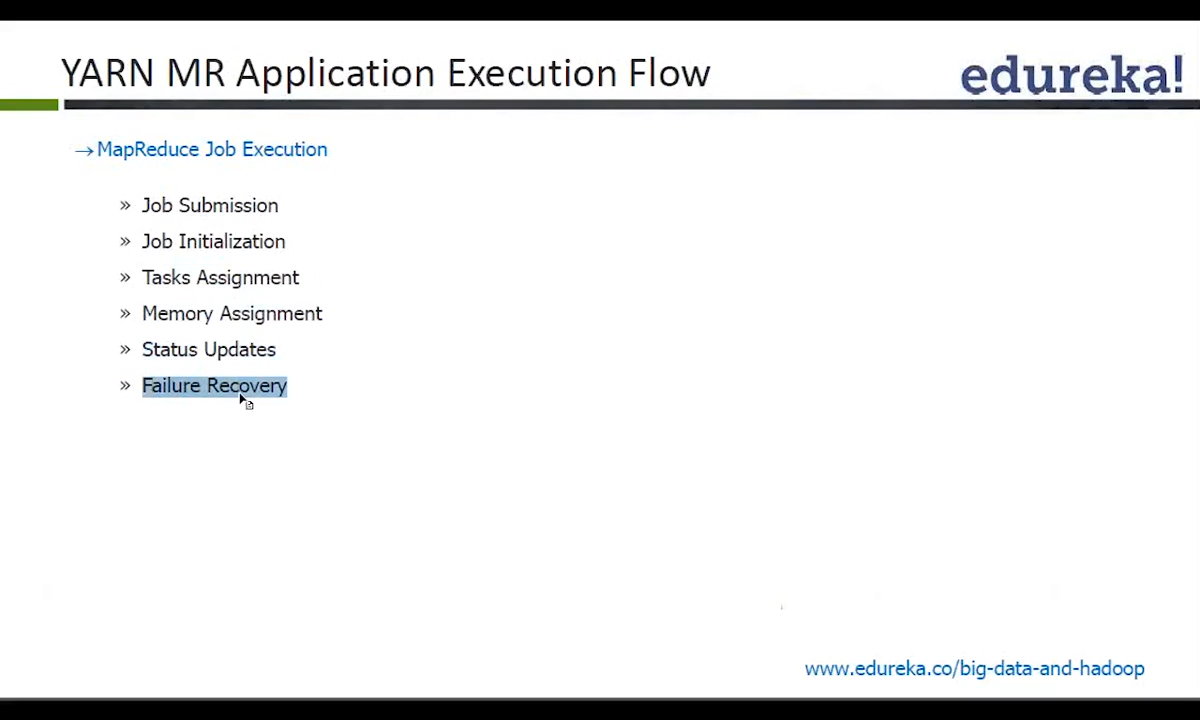 YARN MR Application Execution Flow
edureka!
→MapReduce Job Execution
» Job Submission
» Job Initialization
» Tasks Assignment
» Memory Assignment
» Status Updates
» Failure Recovery
www.edureka.co/big-data-and-hadoop